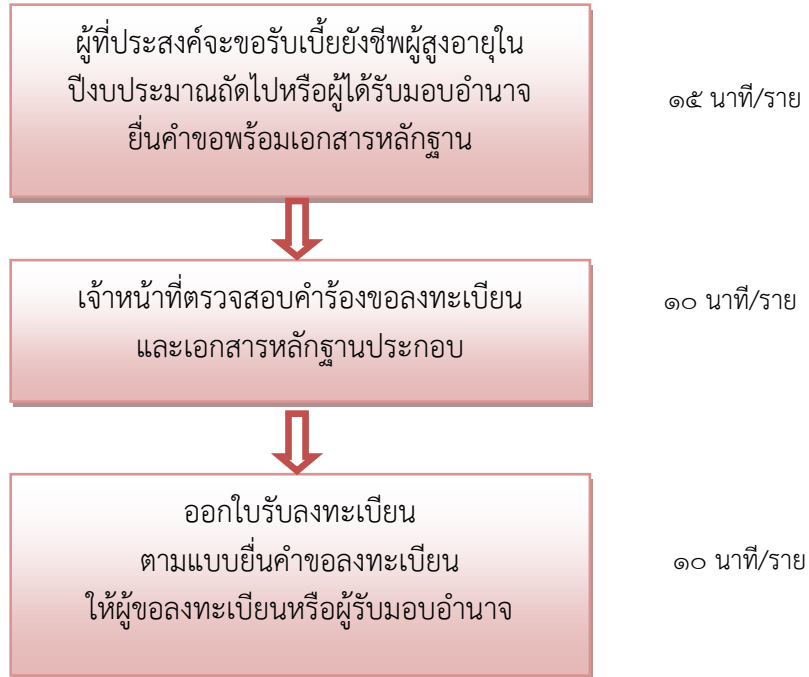 ผู้ที่ประสงค์จะขอรับเบี้ยยังชีพผู้สูงอายุใน
ปีงบประมาณถัดไปหรือผู้ได้รับมอบอำนาจ
ยื่นคำขอพร้อมเอกสารหลักฐาน
๑๕ นาที/ราย
เจ้าหน้าที่ตรวจสอบคำร้องขอลงทะเบียน
และเอกสารหลักฐานประกอบ
๑๐ นาที/ราย
ออกใบรับลงทะเบียน
ตามแบบยื่นคำขอลงทะเบียน
ให้ผู้ขอลงทะเบียนหรือผู้รับมอบอำนาจ
๑๐ นาที/ราย